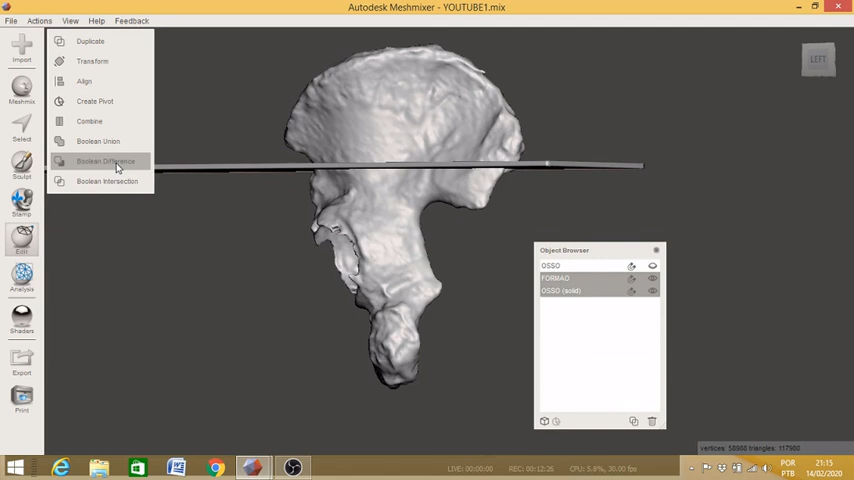 Autodesk Meshmixer - YOUTUBE1.mix
File Actions View Help Feedback
Import
Meshmix
Select
Sculpt
Stamp
Edit
Analysis
Shaders
Export
Print
Duplicate
Transform
Align
Create Pivot
Combine
Boolean Union
Boolean Difference
Boolean Intersection
LEFT
Object Browser
OSSO
FORMAO
OSSO (solid)
vertices: 58960 triangles: 117900
LIVE: 00:00:00 REC: 00:12:26 CPU: 5.8%, 30.00 fps
POR
PTB
21:15
14/02/2020